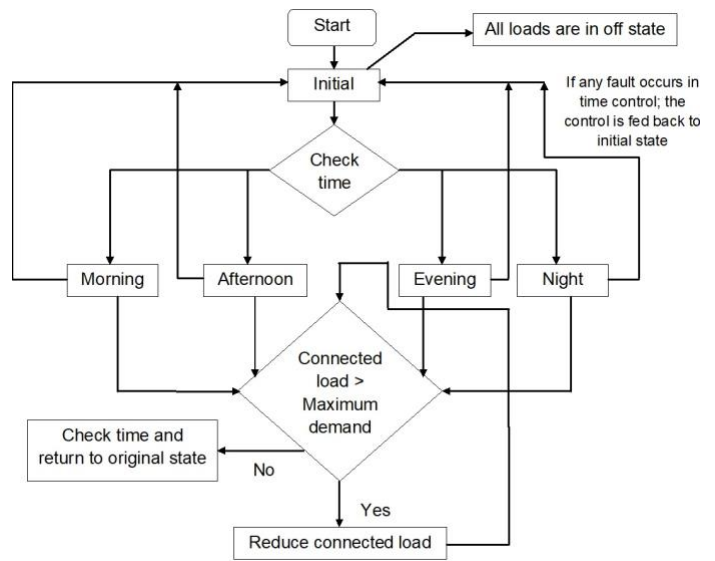 Start
All loads are in off state
Initial
If any fault occurs in
time control; the
control is fed back to
initial state
Check
time
Morning
Afternoon
Evening
Night
Connected
load >
Maximum
demand
Check time and
return to original state
No
Yes
Reduce connected load